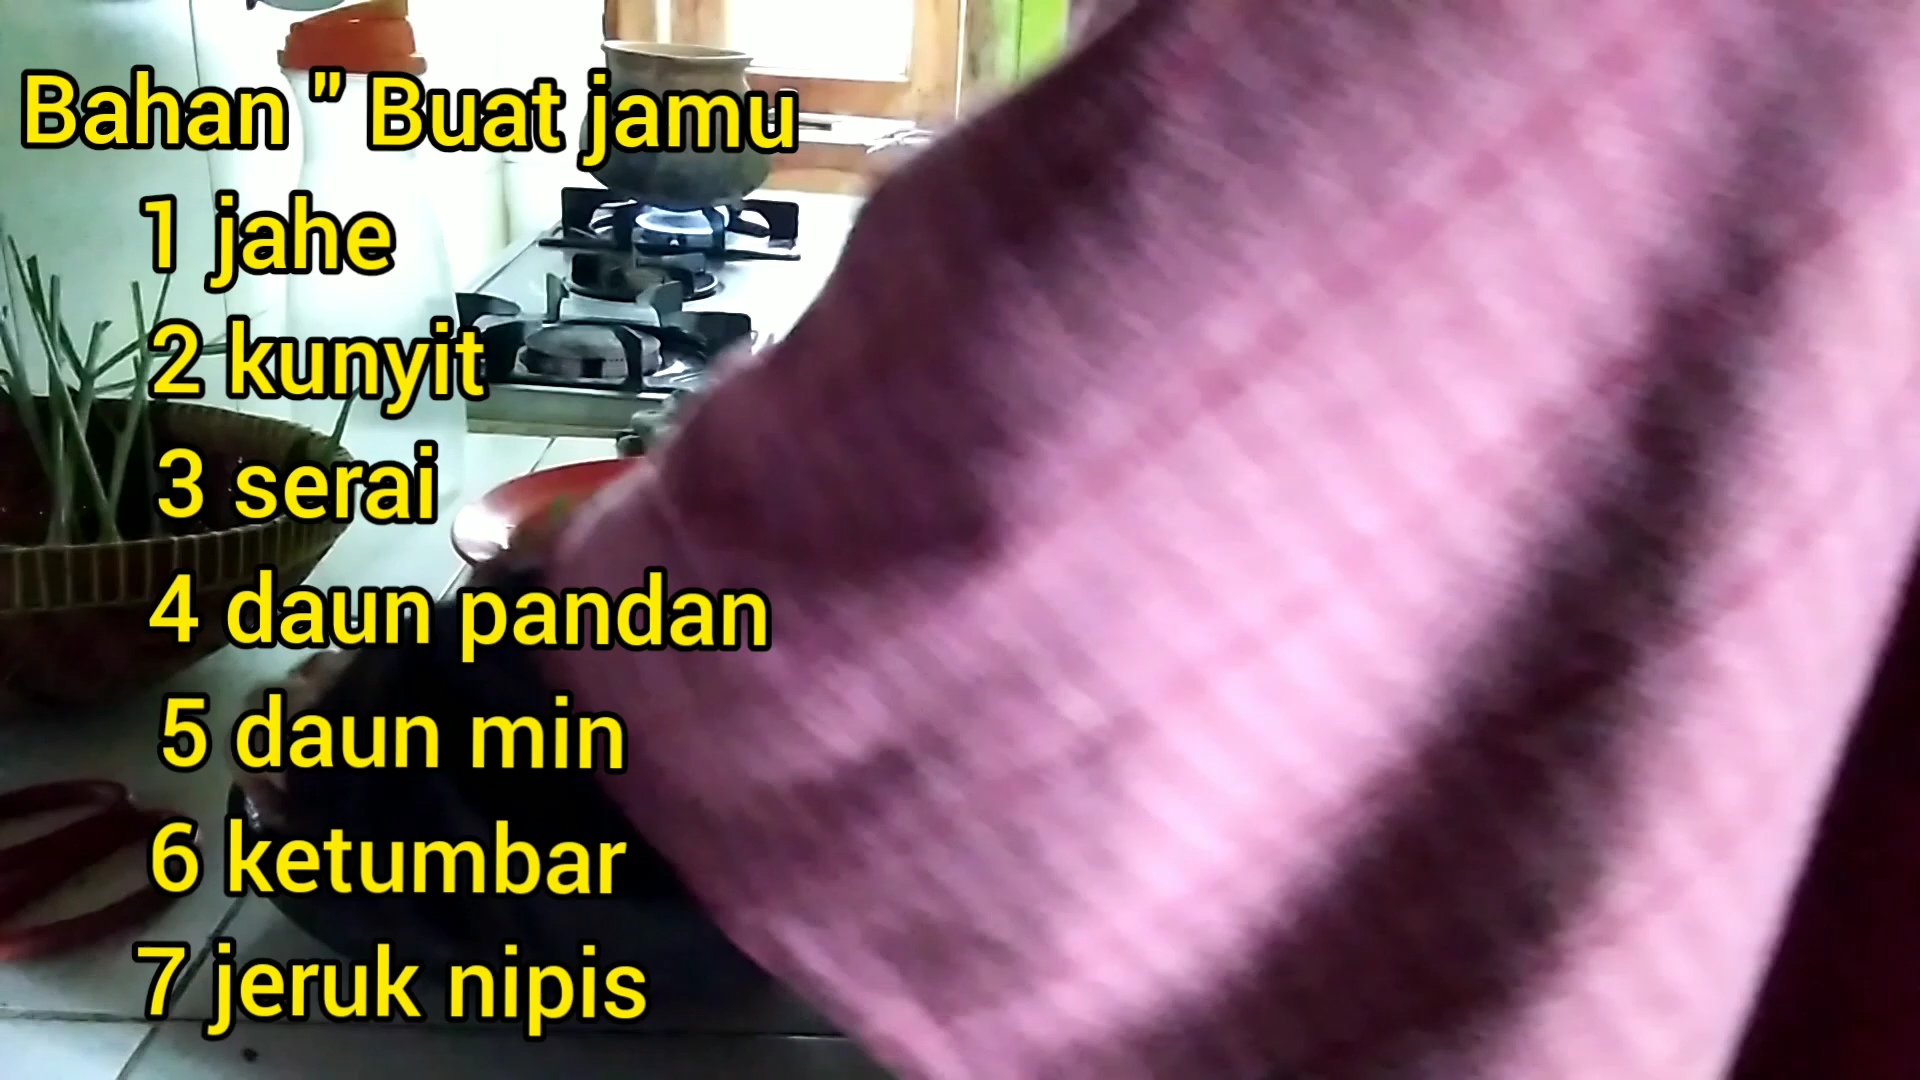 Bahan " Buat jamu
1 jahe
2 kunyit
3 serai
4 daun pandan
5 daun min
6 ketumbar
7 jeruk nipis